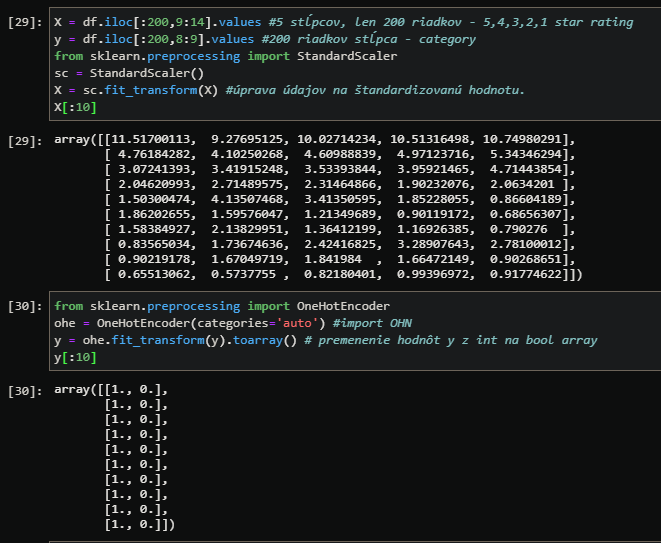 [29]: X = df.iloc[:200,9:14].values #5 stĺpcov, len 200 riadkov - 5,4,3,2,1 star rating
y = df.iloc[:200,8:9].values #200 riadkov stĺpca - category
from sklearn.preprocessing import StandardScaler
sc = StandardScaler()
X = sc.fit_transform(X) #úprava údajov na štandardizovanú hodnotu.
X[:10]
[29]: array([[11.51700113,  9.27695125, 10.02714234, 10.51316498, 10.74980291],
[ 4.76184282,  4.10250268,  4.60988839,  4.97123716,  5.34346294],
[ 3.07241393,  3.41915248,  3.53393844,  3.95921465,  4.71443854],
[ 2.04620993,  2.71489575,  2.31464866,  1.90232076,  2.0634201 ],
[ 1.50300474,  4.13507468,  3.41350595,  1.85228055,  0.86604189],
[ 1.86202655,  1.59576047,  1.21349689,  0.90119172,  0.68656307],
[ 1.58384927,  2.13829951,  1.36412199,  1.16926385,  0.790276  ],
[ 0.83565034,  1.73674636,  2.42416825,  3.28907643,  2.78100012],
[ 0.90219178,  1.67049719,  1.841984  ,  1.66472149,  0.90268651],
[ 0.65513062,  0.5737755 ,  0.82180401,  0.99396972,  0.91774622]])
[30]: from sklearn.preprocessing import OneHotEncoder
ohe = OneHotEncoder(categories='auto') #import OHN
y = ohe.fit_transform(y).toarray() # premenenie hodnôt y z int na bool array
y[:10]
[30]: array([[1., 0.],
[1., 0.],
[1., 0.],
[1., 0.],
[1., 0.],
[1., 0.],
[1., 0.],
[1., 0.],
[1., 0.],
[1., 0.]])